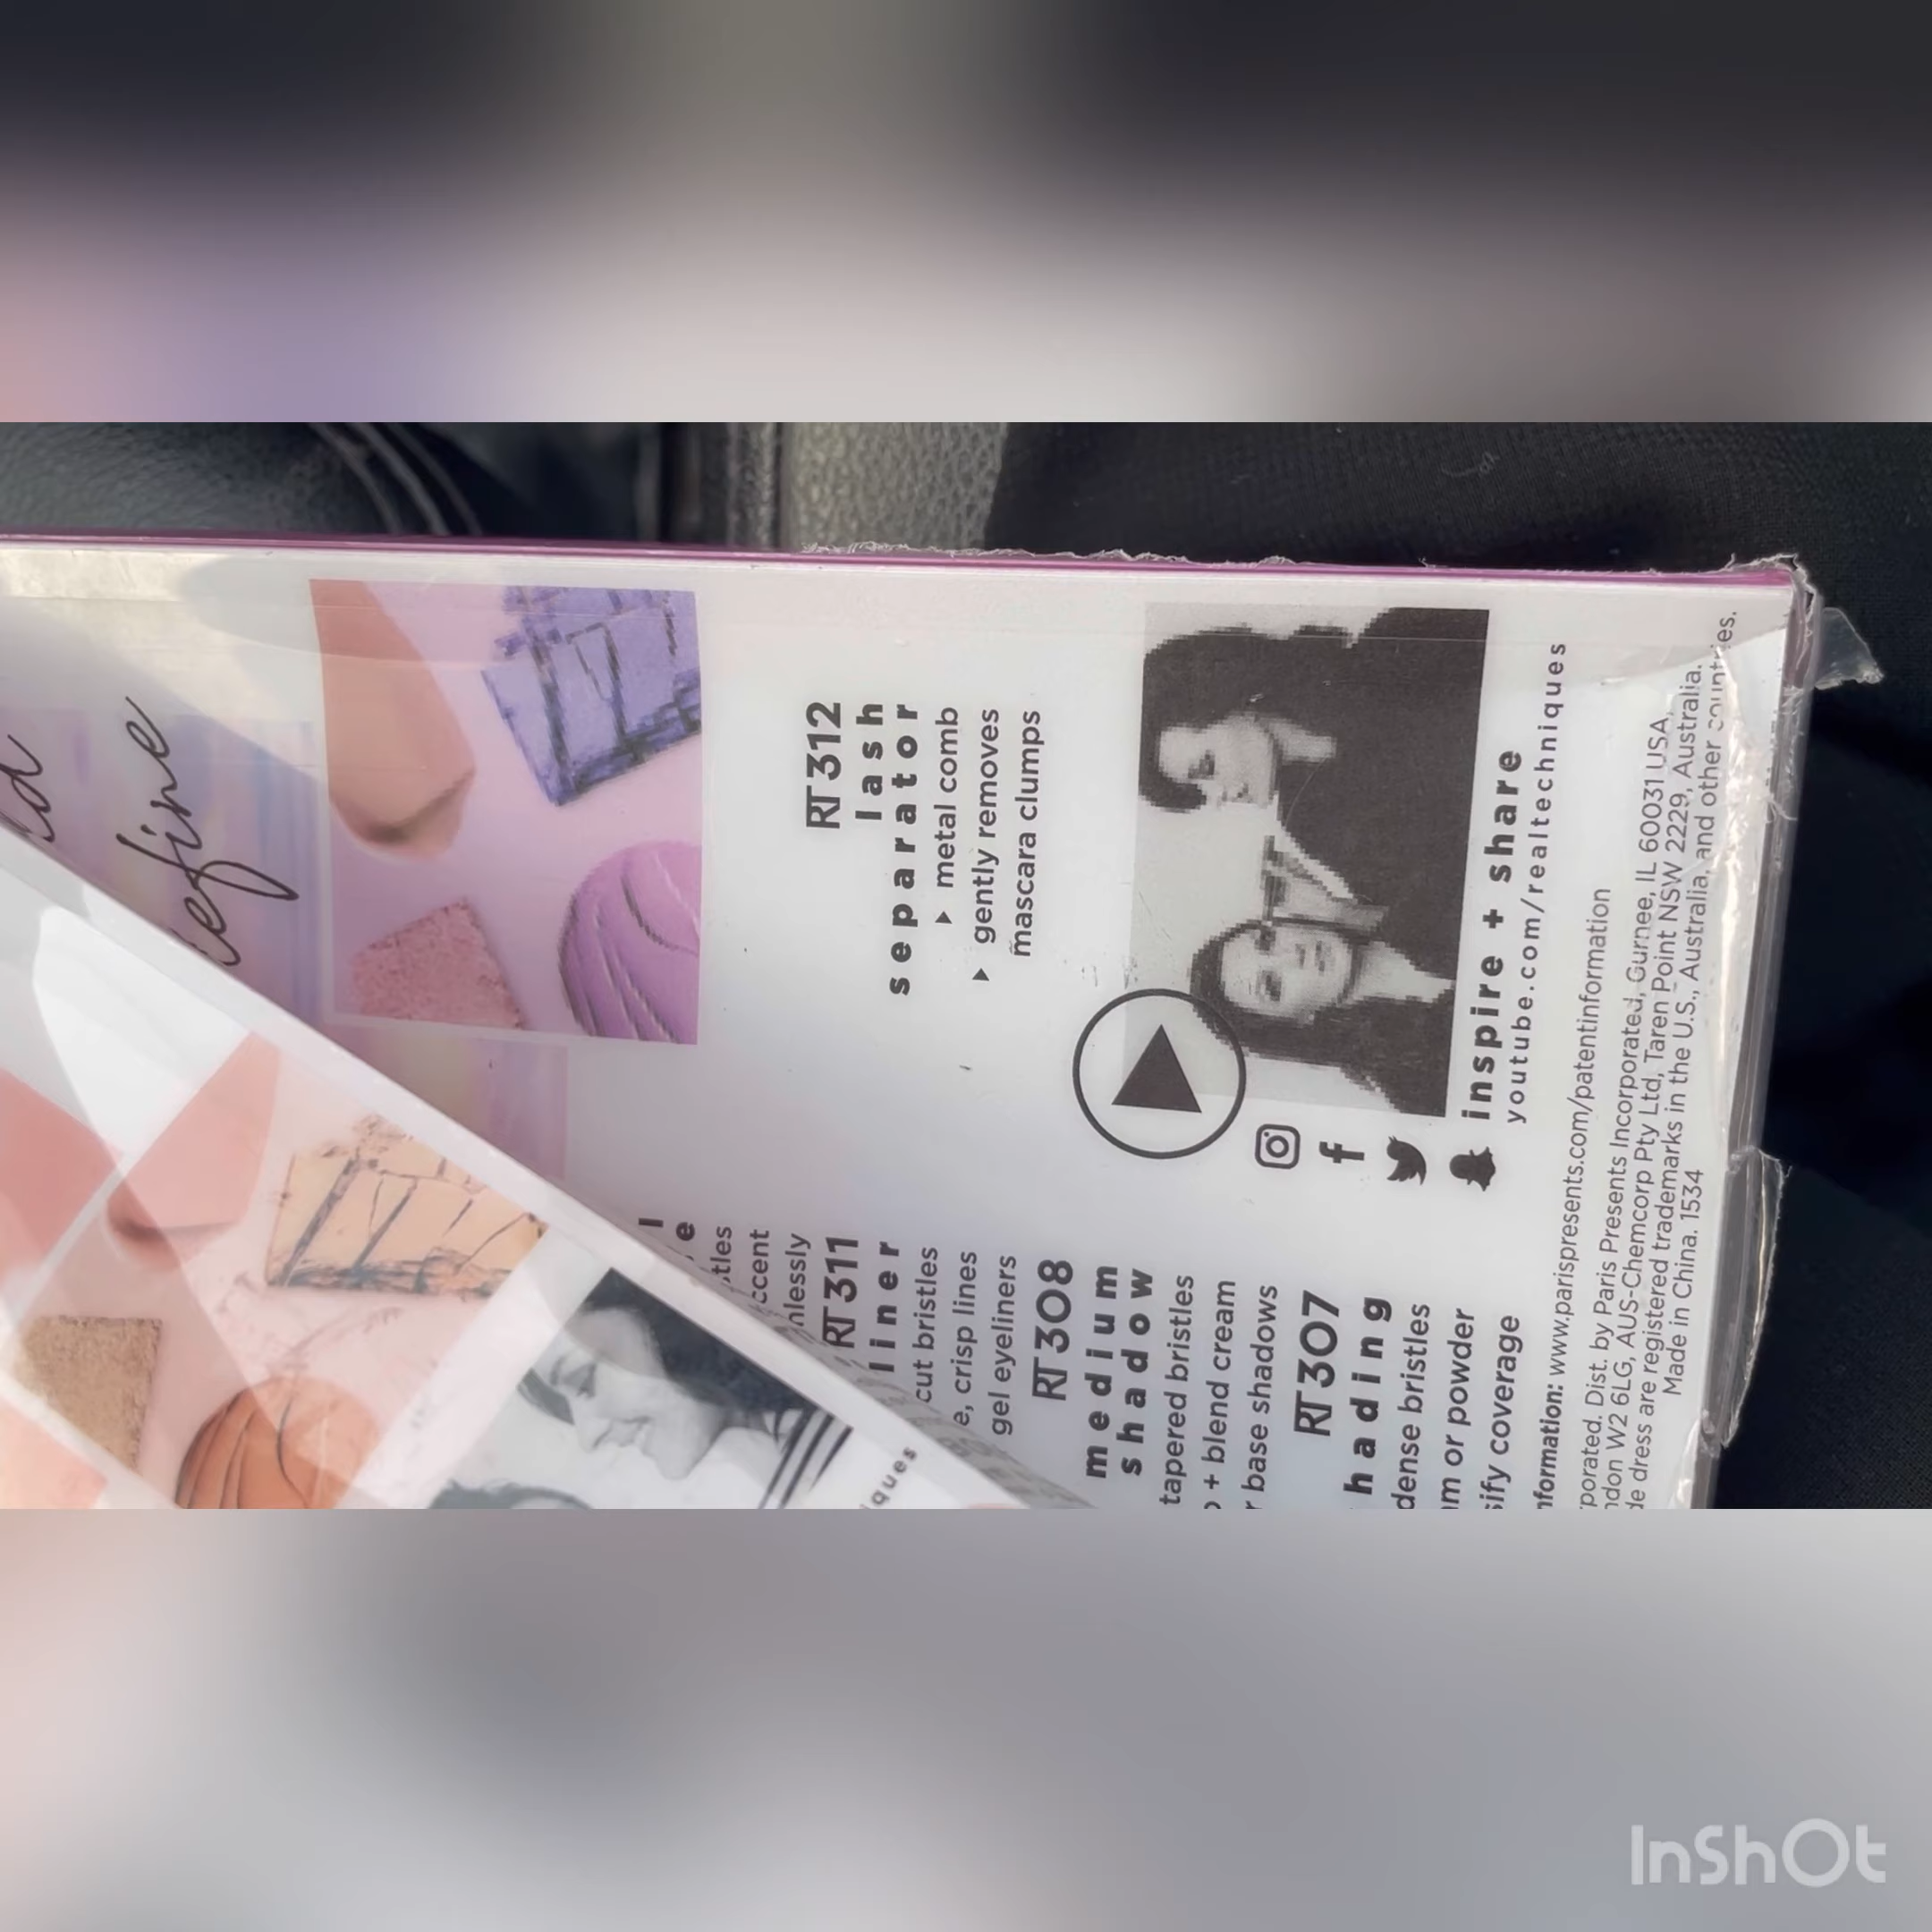 efine
RT 312
lash
separator
▸ metal comb
▸ gently removes
mascara clumps
RT 311
liner
cut bristles
e, crisp lines
gel eyeliners
RT 308
medium
shadow
tapered bristles
+ blend cream
base shadows
RT 307
hading
dense bristles
m or powder
sify coverage
inspire + share
youtube.com/realtechniques
nformation: www.parispresents.com/patentinformation
porated. Dist. by Paris Presents Incorporated, Gurnee, IL 60031 USA,
ndon W2 6LG, AUS-Chemcorp Pty Ltd, Taren Point NSW 2229, Australia.
de dress are registered trademarks in the U.S., Australia, and other countries.
Made in China. 1534
iques
InShOt